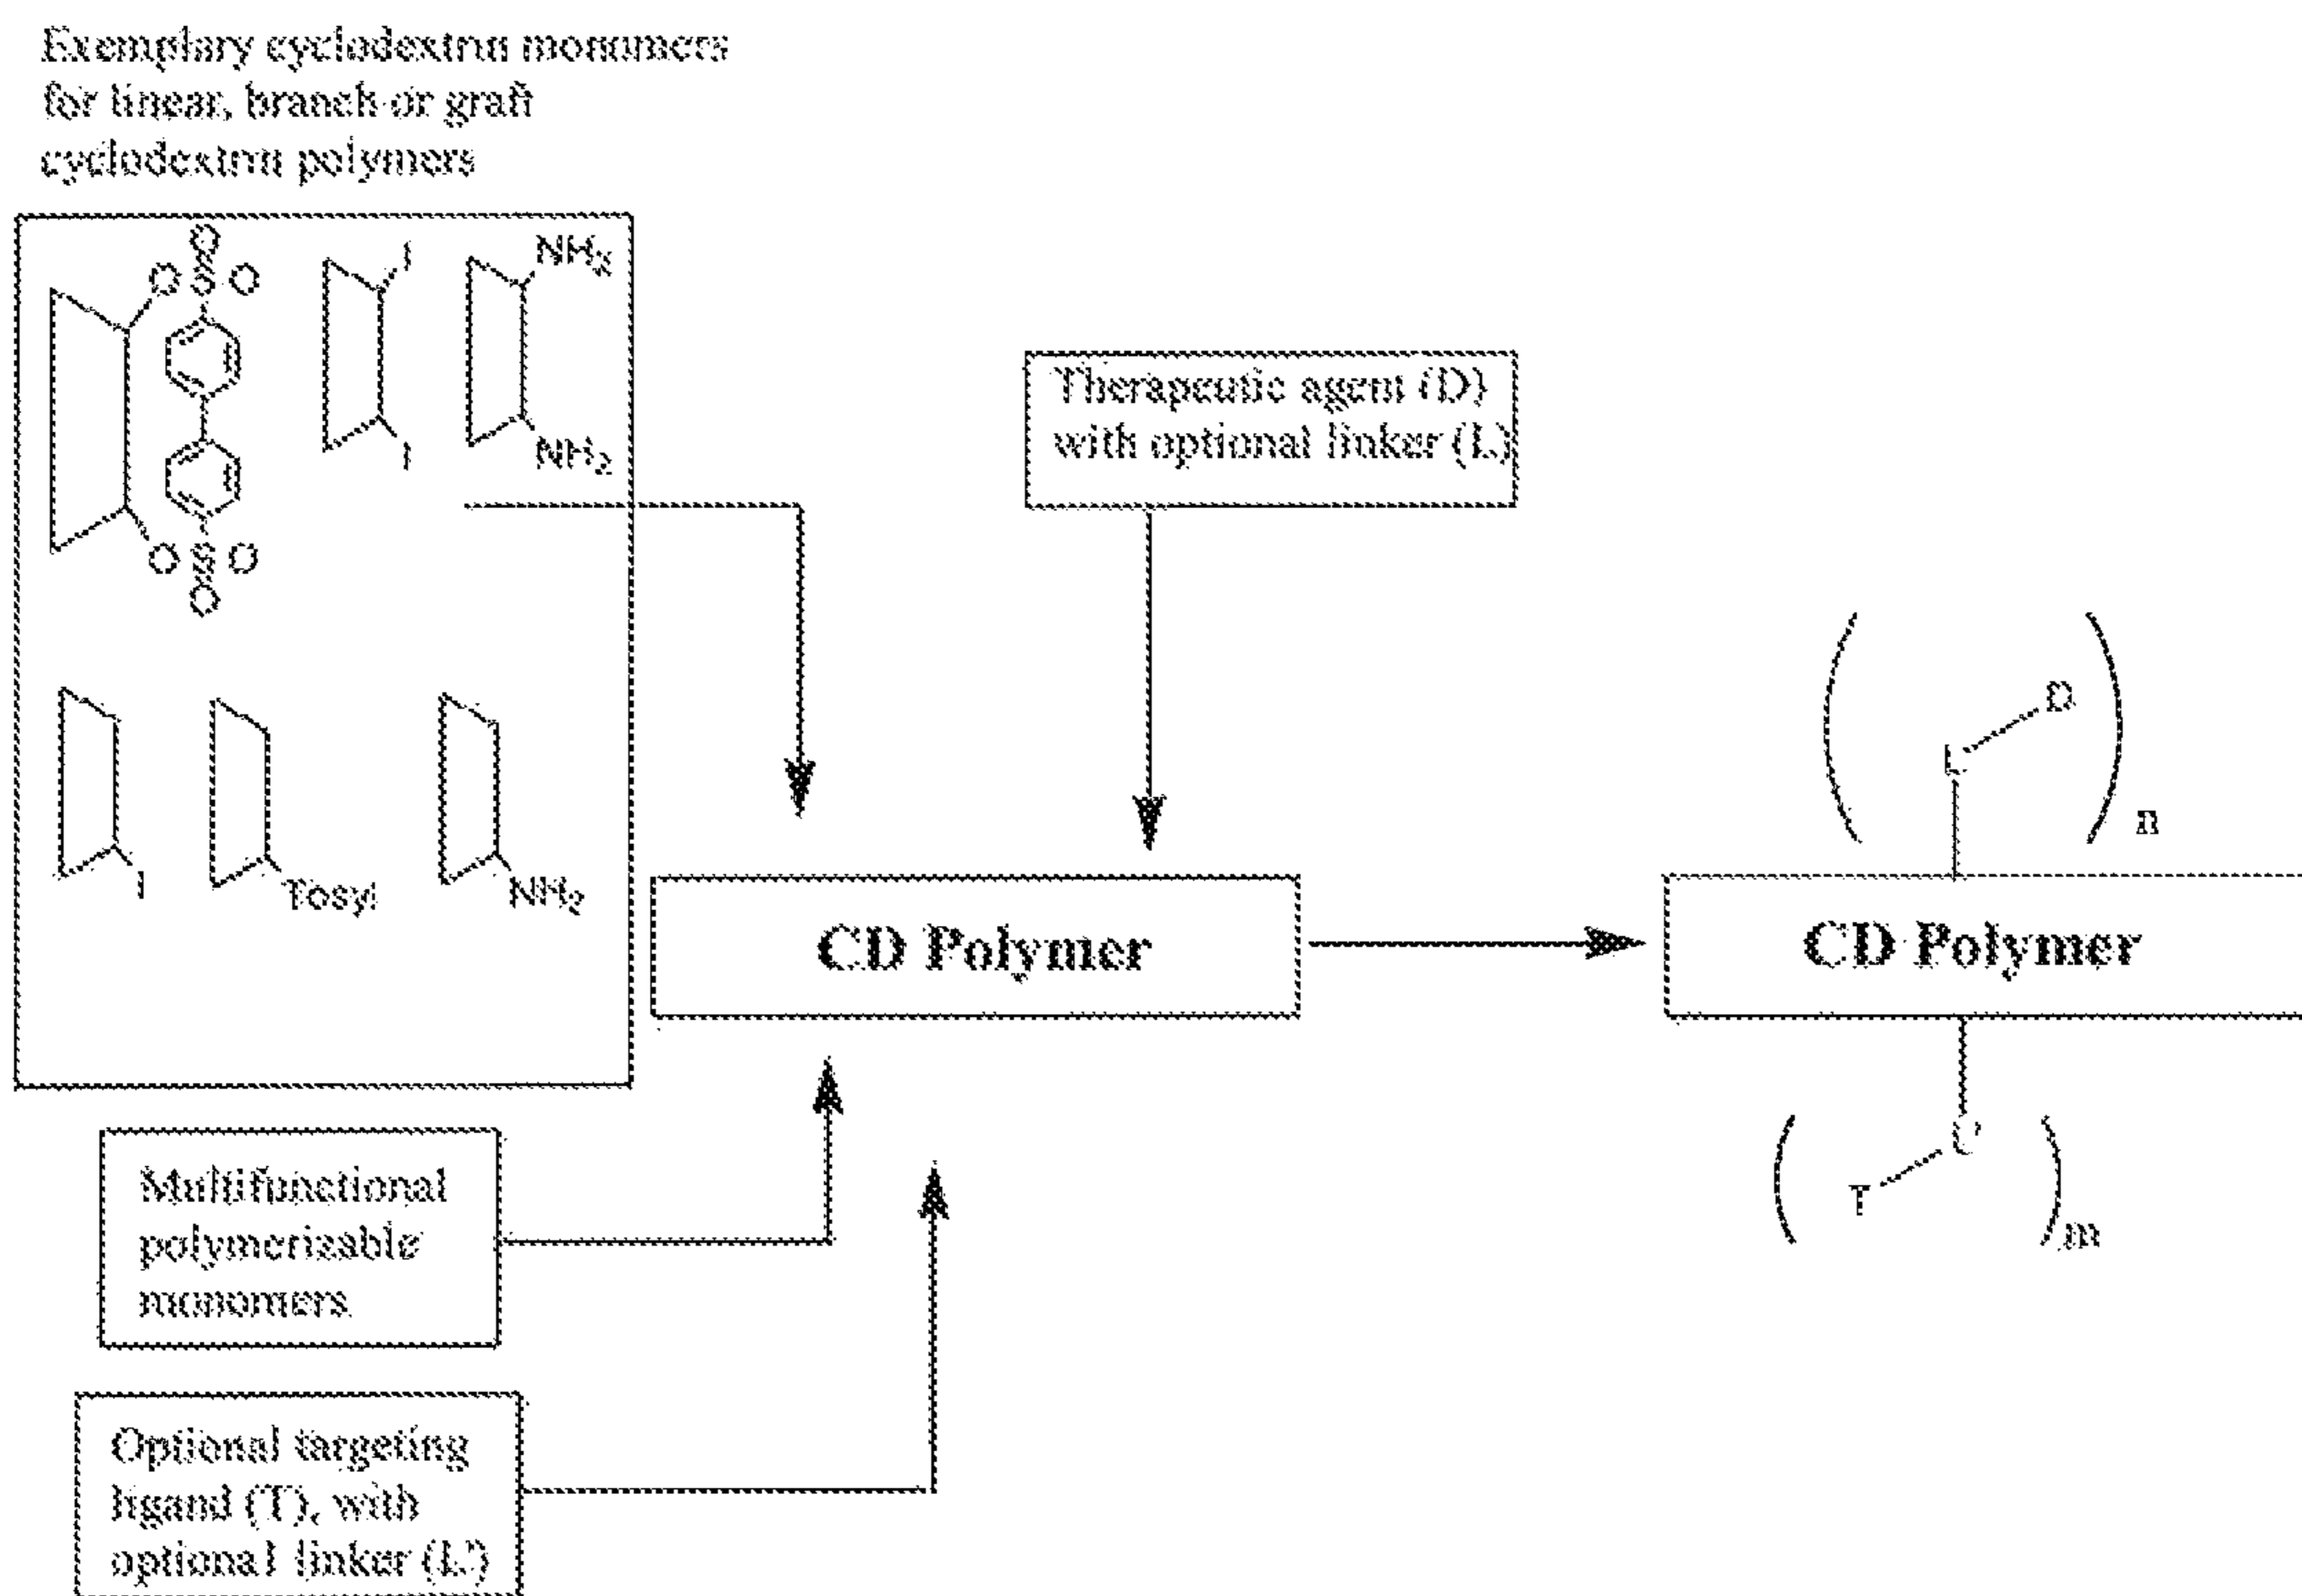 Exemplary cyclodextrin monomers
for linear, branch or graft
cyclodextrin polymers
O
O S O
O S O
O
I
I
NH₂
NH₂
I
Tosyl
NH₂
Therapeutic agent (D)
with optional linker (L)
CD Polymer
Multifunctional
polymerizable
monomers
Optional targeting
ligand (T), with
optional linker (L')
D
L
n
CD Polymer
T
m